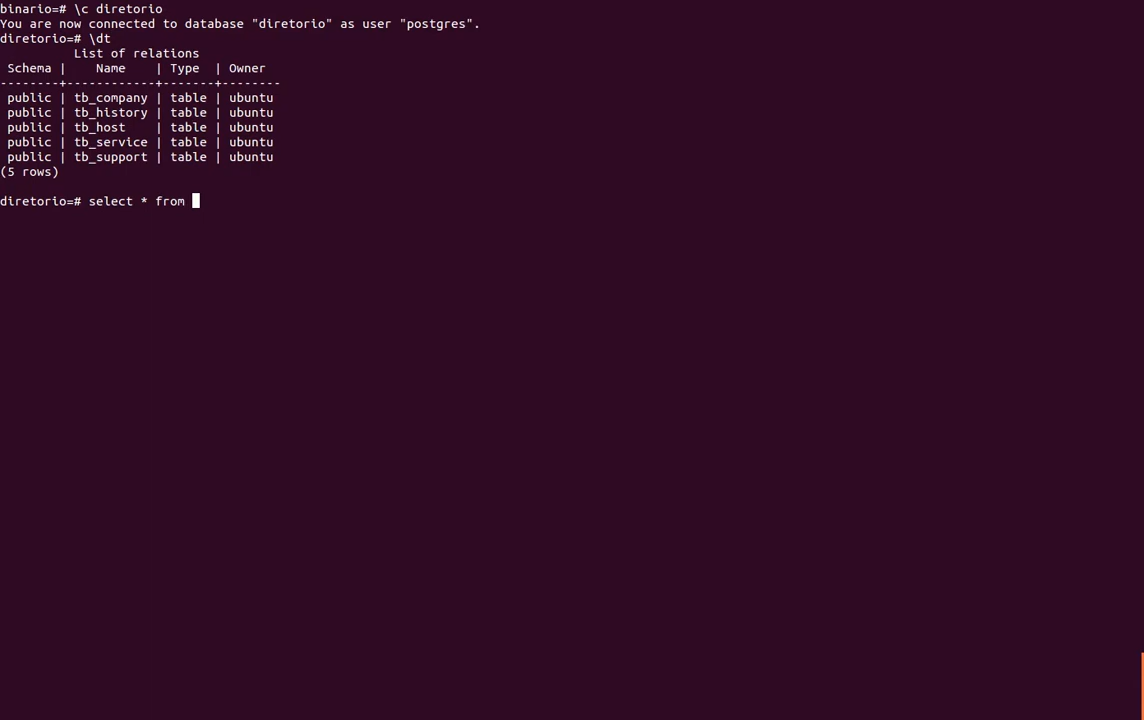 binario=# \c diretorio
You are now connected to database "diretorio" as user "postgres".
diretorio=# \dt
          List of relations
 Schema |    Name    | Type  | Owner
--------+------------+-------+--------
 public | tb_company | table | ubuntu
 public | tb_history | table | ubuntu
 public | tb_host    | table | ubuntu
 public | tb_service | table | ubuntu
 public | tb_support | table | ubuntu
(5 rows)
diretorio=# select * from